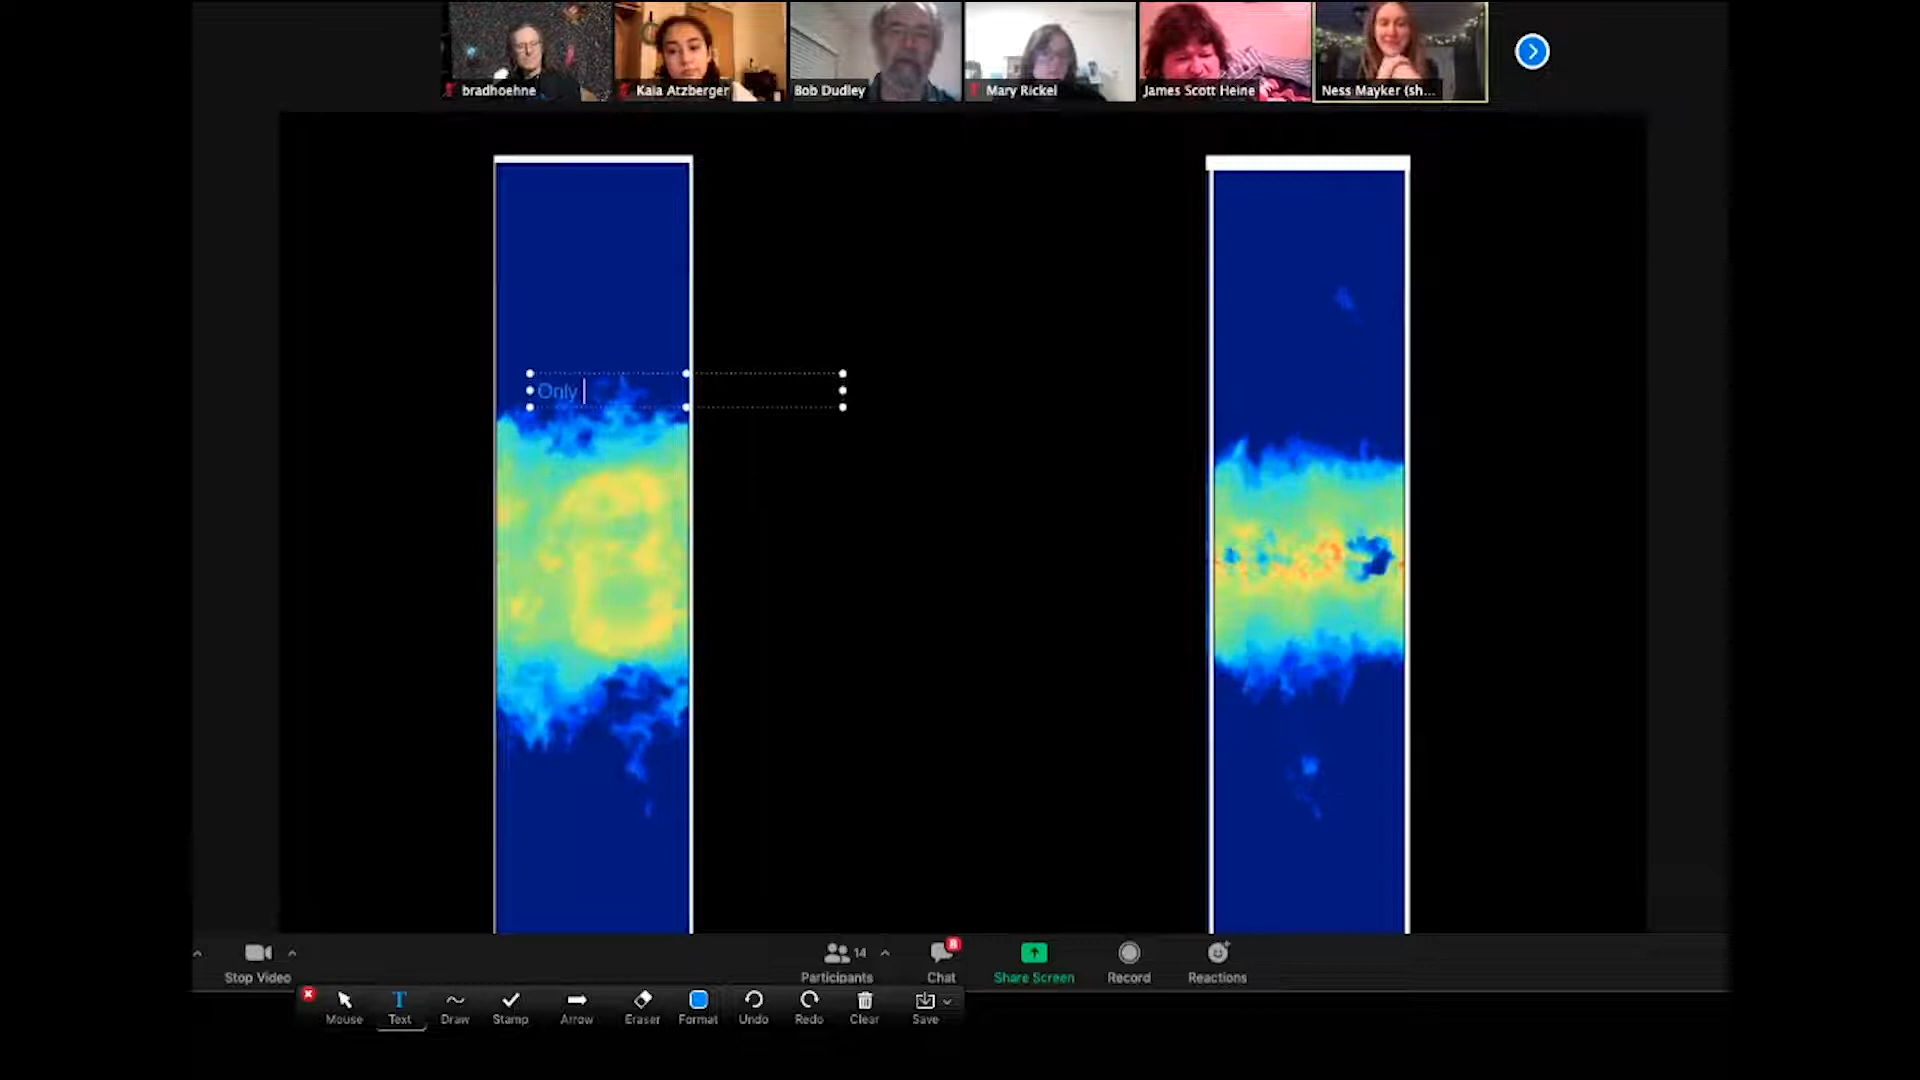 bradhoehne
Kaia Atzberger
Bob Dudley
Mary Rickel
James Scott Heine
Ness Mayker (sh...
Only
Stop Video
14
Participants
8
Chat
Share Screen
Record
Reactions
Mouse
T
Text
Draw
Stamp
Arrow
Eraser
Format
Undo
Redo
Clear
Save